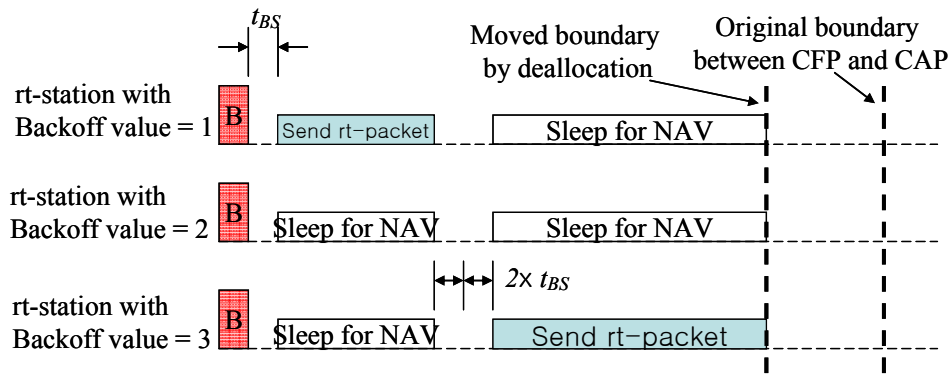 t_BS
Moved boundary
by deallocation
Original boundary
between CFP and CAP
rt-station with
Backoff value = 1
B
Send rt-packet
Sleep for NAV
rt-station with
Backoff value = 2
B
Sleep for NAV
Sleep for NAV
2× t_BS
rt-station with
Backoff value = 3
B
Sleep for NAV
Send rt-packet